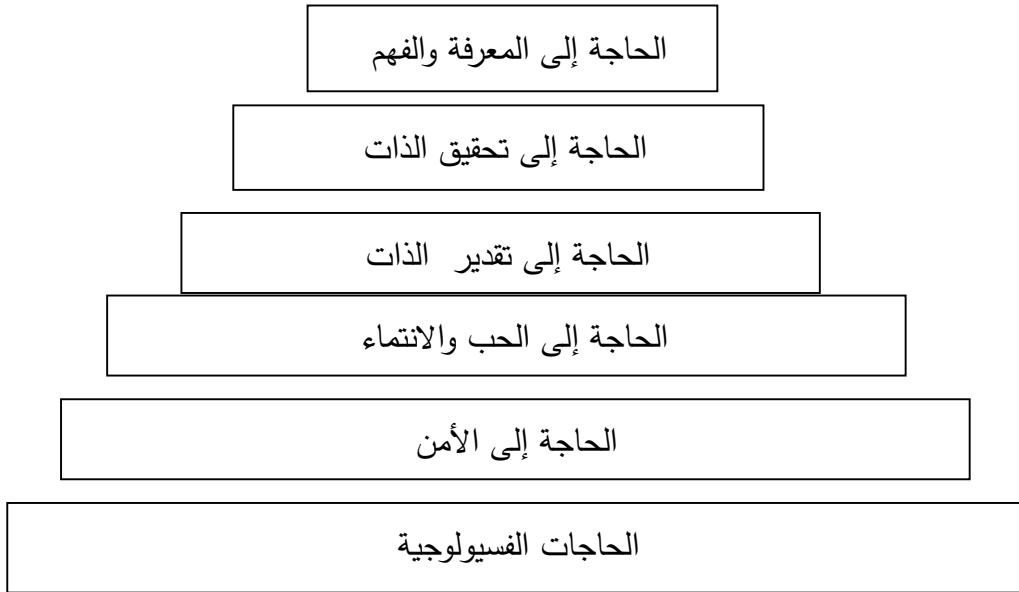 الحاجة إلى المعرفة والفهم
الحاجة إلى تحقيق الذات
الحاجة إلى تقدير الذات
الحاجة إلى الحب والانتماء
الحاجة إلى الأمن
الحاجات الفسيولوجية